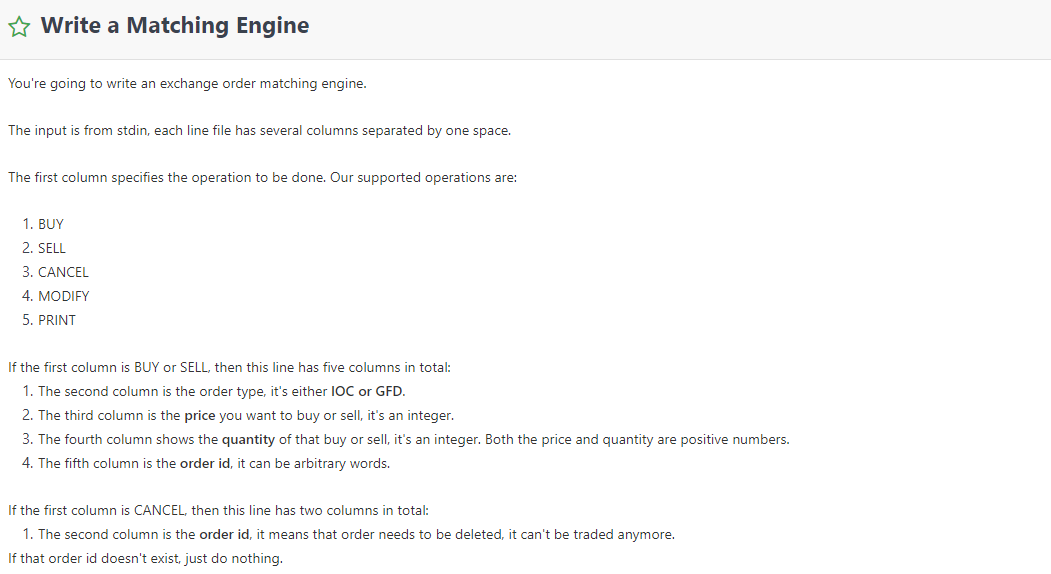 Write a Matching Engine
You're going to write an exchange order matching engine.
The input is from stdin, each line file has several columns separated by one space.
The first column specifies the operation to be done. Our supported operations are:
1. BUY
2. SELL
3. CANCEL
4. MODIFY
5. PRINT
If the first column is BUY or SELL, then this line has five columns in total:
1. The second column is the order type, it's either IOC or GFD.
2. The third column is the price you want to buy or sell, it's an integer.
3. The fourth column shows the quantity of that buy or sell, it's an integer. Both the price and quantity are positive numbers.
4. The fifth column is the order id, it can be arbitrary words.
If the first column is CANCEL, then this line has two columns in total:
1. The second column is the order id, it means that order needs to be deleted, it can't be traded anymore.
If that order id doesn't exist, just do nothing.